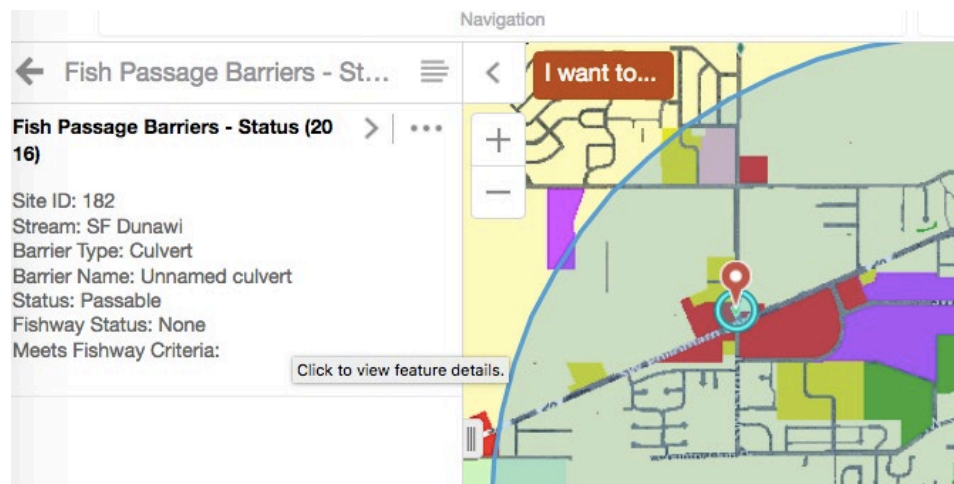 Navigation
Fish Passage Barriers - St...
I want to...
Fish Passage Barriers - Status (20
16)
Site ID: 182
Stream: SF Dunawi
Barrier Type: Culvert
Barrier Name: Unnamed culvert
Status: Passable
Fishway Status: None
Meets Fishway Criteria:
Click to view feature details.